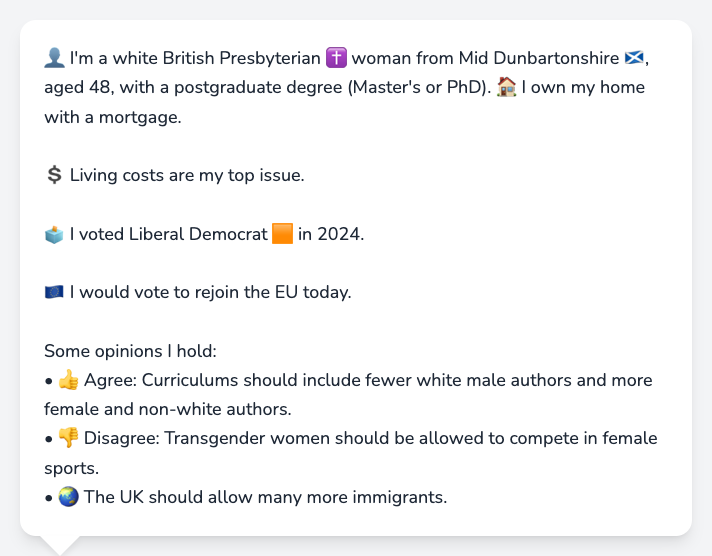 👤 I'm a white British Presbyterian ✝️ woman from Mid Dunbartonshire 🏴󠁧󠁢󠁳󠁣󠁴󠁿,
aged 48, with a postgraduate degree (Master's or PhD). 🏠 I own my home
with a mortgage.
💲 Living costs are my top issue.
🗳️ I voted Liberal Democrat 🟧 in 2024.
🇪🇺 I would vote to rejoin the EU today.
Some opinions I hold:
• 👍 Agree: Curriculums should include fewer white male authors and more
female and non-white authors.
• 👎 Disagree: Transgender women should be allowed to compete in female
sports.
• 🌏 The UK should allow many more immigrants.